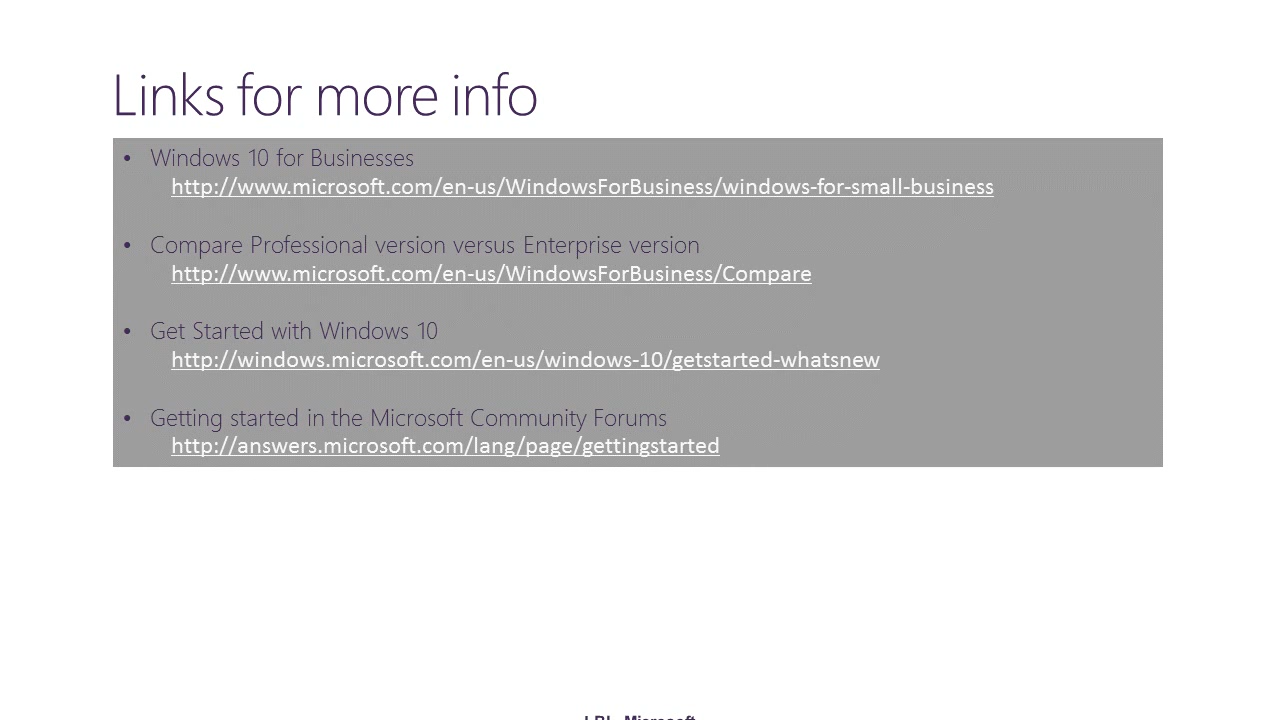 Links for more info
• Windows 10 for Businesses
http://www.microsoft.com/en-us/WindowsForBusiness/windows-for-small-business
• Compare Professional version versus Enterprise version
http://www.microsoft.com/en-us/WindowsForBusiness/Compare
• Get Started with Windows 10
http://windows.microsoft.com/en-us/windows-10/getstarted-whatsnew
• Getting started in the Microsoft Community Forums
http://answers.microsoft.com/lang/page/gettingstarted
Microsoft